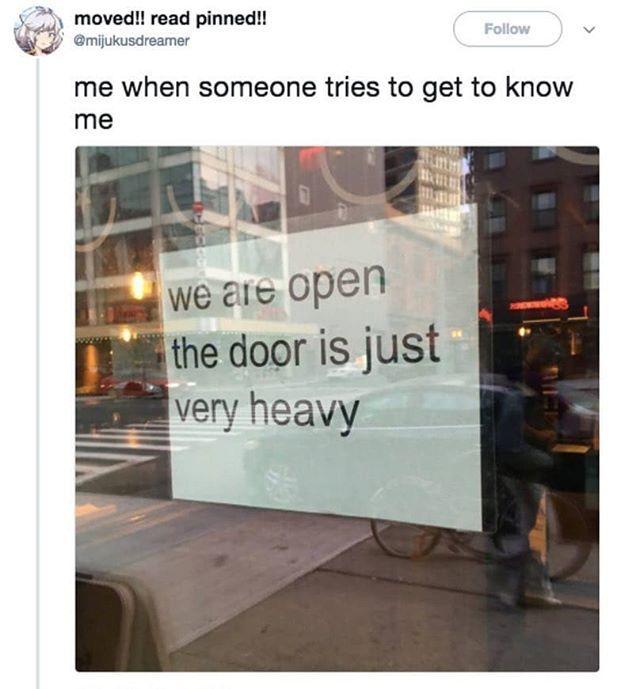 moved!! read pinned!!
@mijukusdreamer
Follow
me when someone tries to get to know
me
we are open
the door is just
very heavy